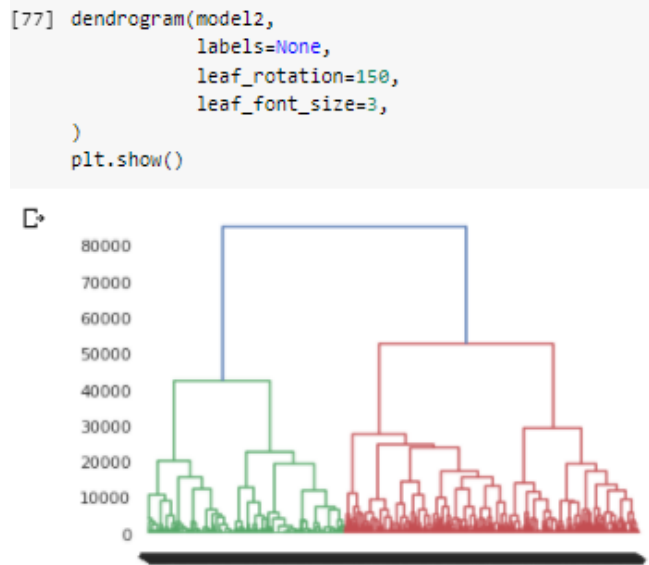 [77] dendrogram(model2,
labels=None,
leaf_rotation=150,
leaf_font_size=3,
)
plt.show()
80000
70000
60000
50000
40000
30000
20000
10000
0